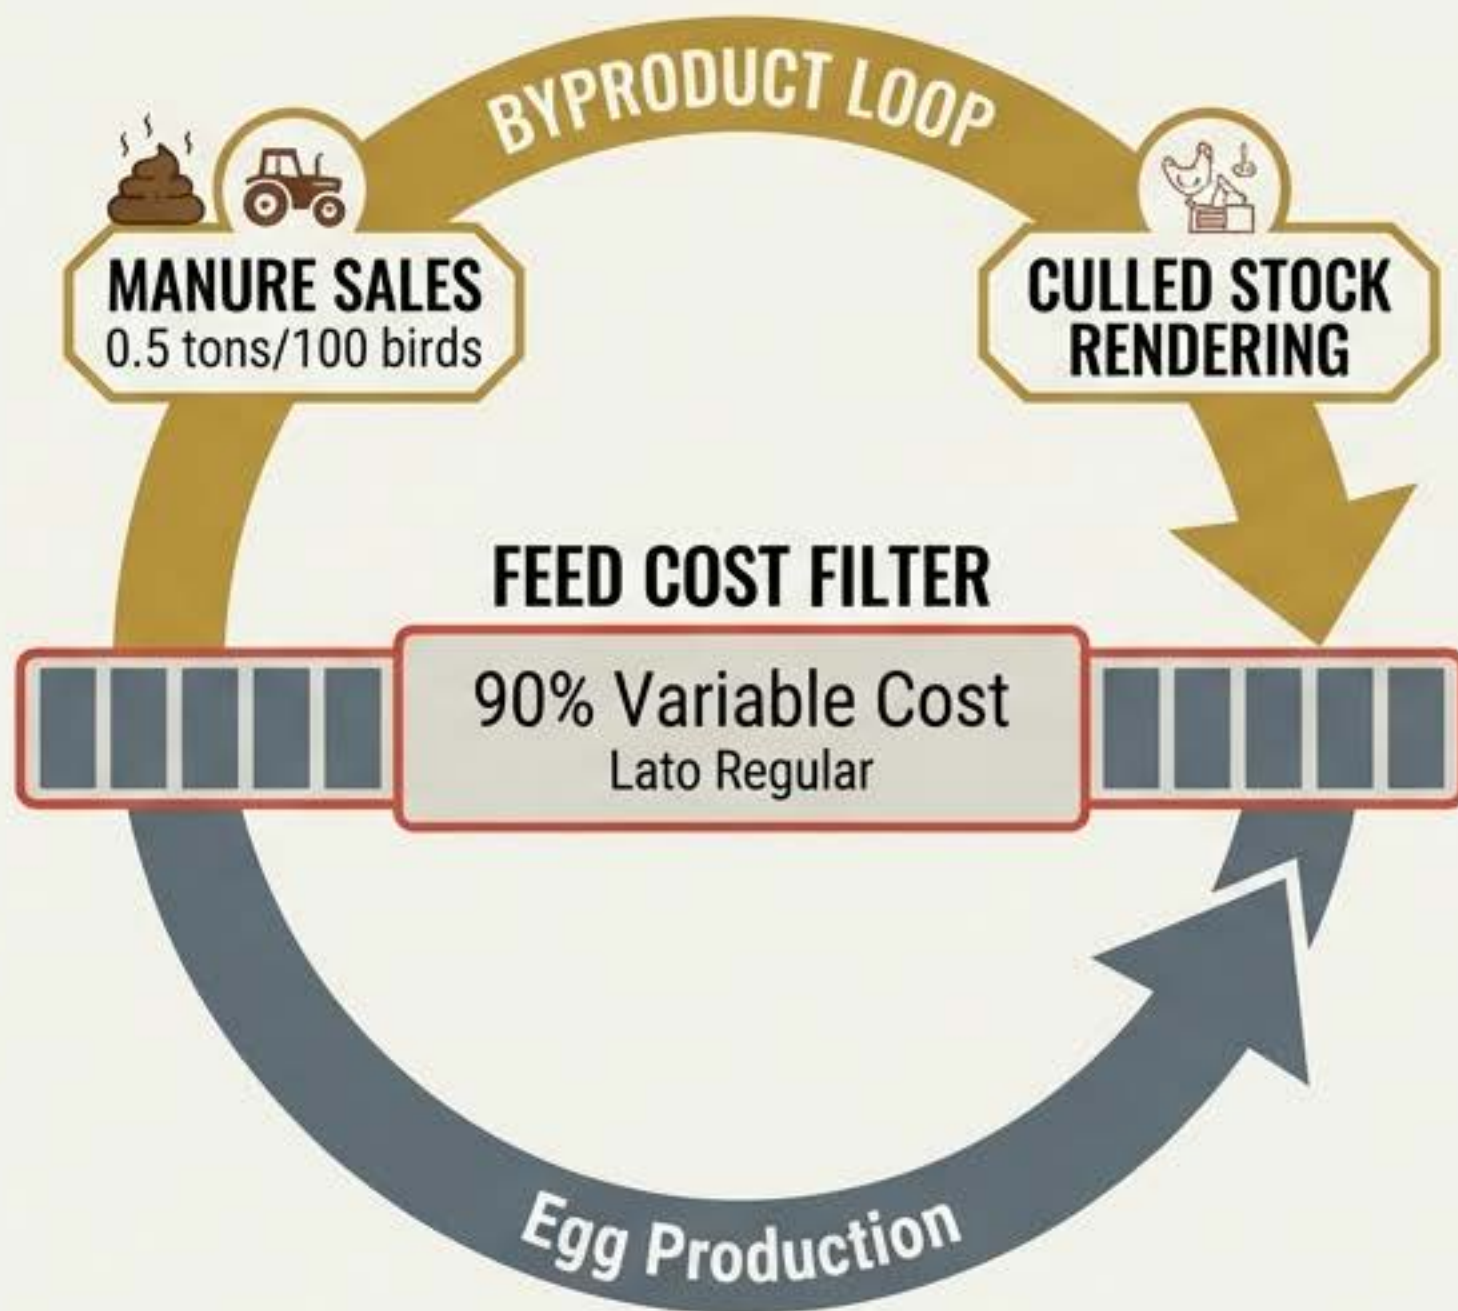 BYPRODUCT LOOP
MANURE SALES
0.5 tons/100 birds
CULLED STOCK
RENDERING
FEED COST FILTER
90% Variable Cost
Lato Regular
Egg Production